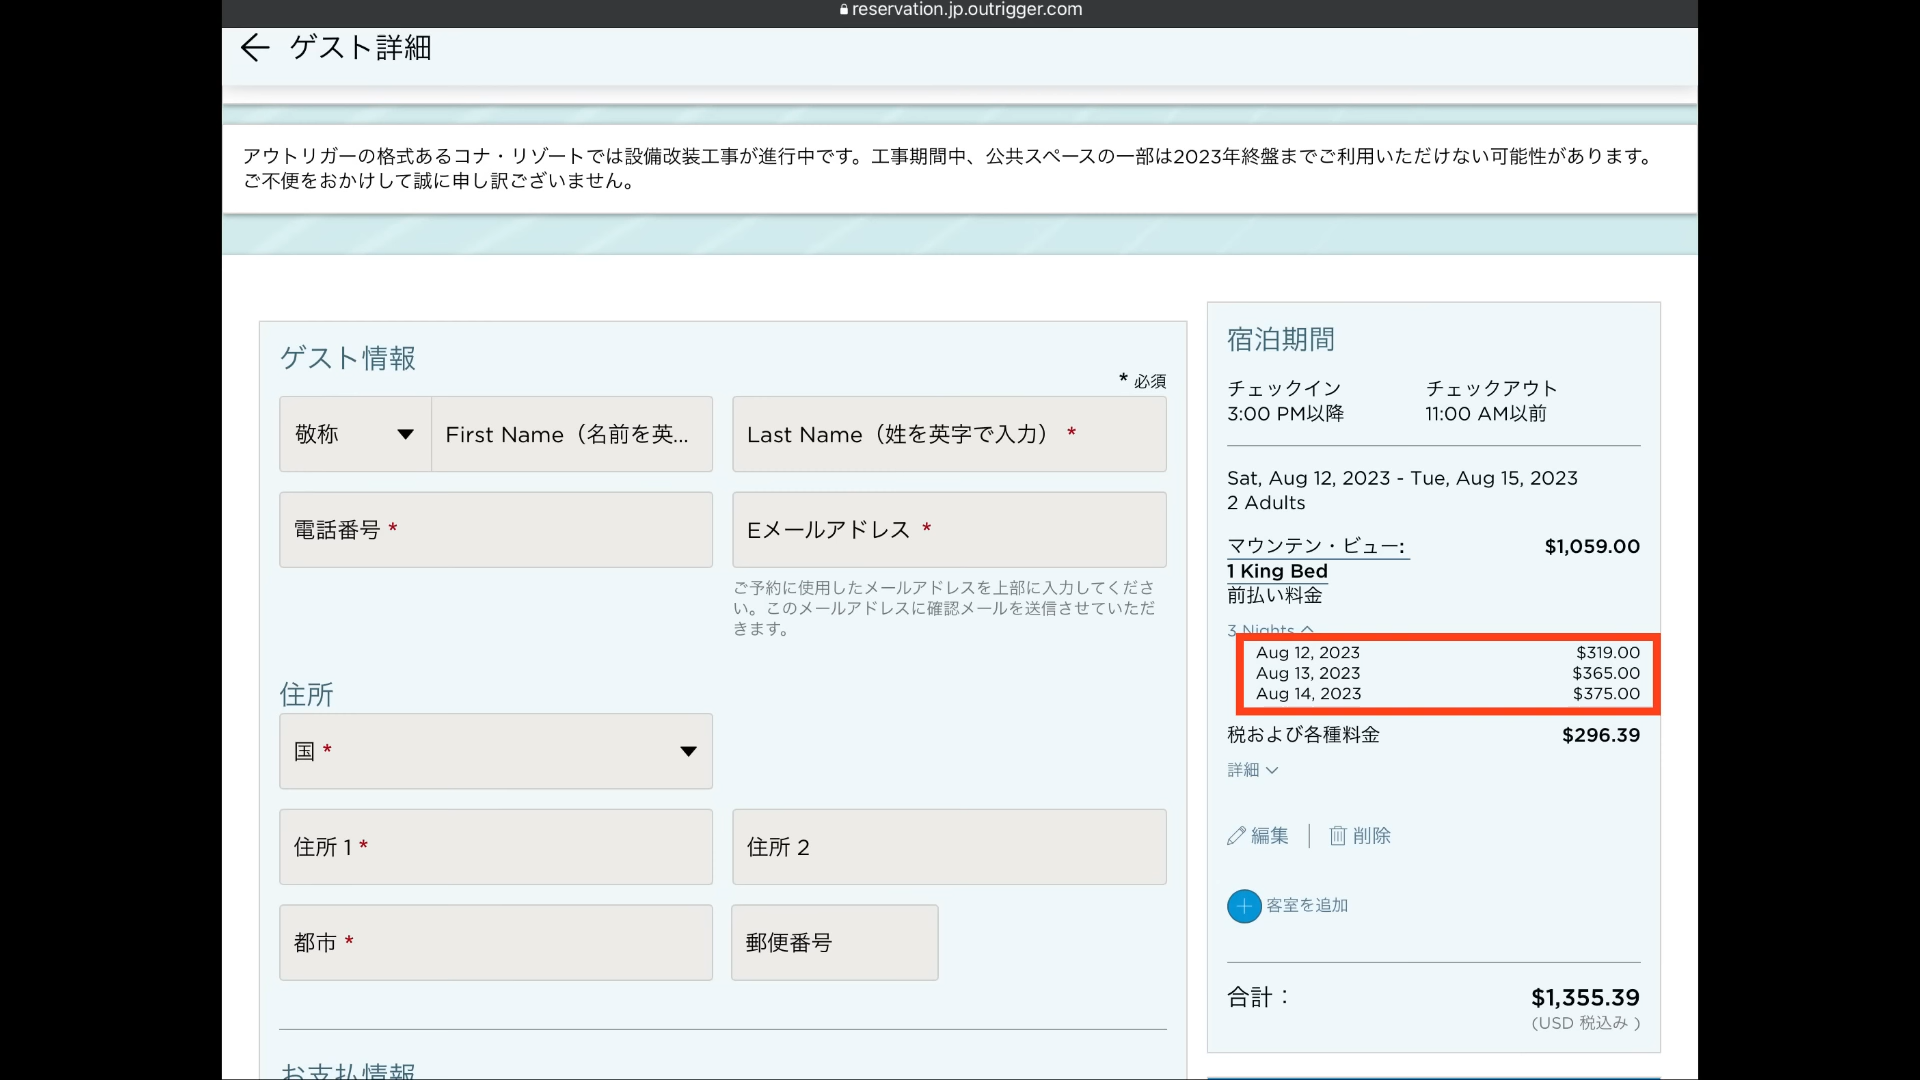 reservation.jp.outrigger.com
ゲスト詳細
アウトリガーの格式あるコナ・リゾートでは設備改装工事が進行中です。工事期間中、公共スペースの一部は2023年終盤までご利用いただけない可能性があります。
ご不便をおかけして誠に申し訳ございません。
ゲスト情報
* 必須
敬称 First Name（名前を英... Last Name（姓を英字で入力） *
電話番号 * Eメールアドレス *
ご予約に使用したメールアドレスを上部に入力してくださ
い。このメールアドレスに確認メールを送信させていただ
きます。
住所
国 *
住所 1 * 住所 2
都市 * 郵便番号
お支払情報
宿泊期間
チェックイン チェックアウト
3:00 PM以降 11:00 AM以前
Sat, Aug 12, 2023 - Tue, Aug 15, 2023
2 Adults
マウンテン・ビュー: $1,059.00
1 King Bed
前払い料金
3 Nights
Aug 12, 2023 $319.00
Aug 13, 2023 $365.00
Aug 14, 2023 $375.00
税および各種料金 $296.39
詳細
編集 | 削除
客室を追加
合計： $1,355.39
(USD 税込み )